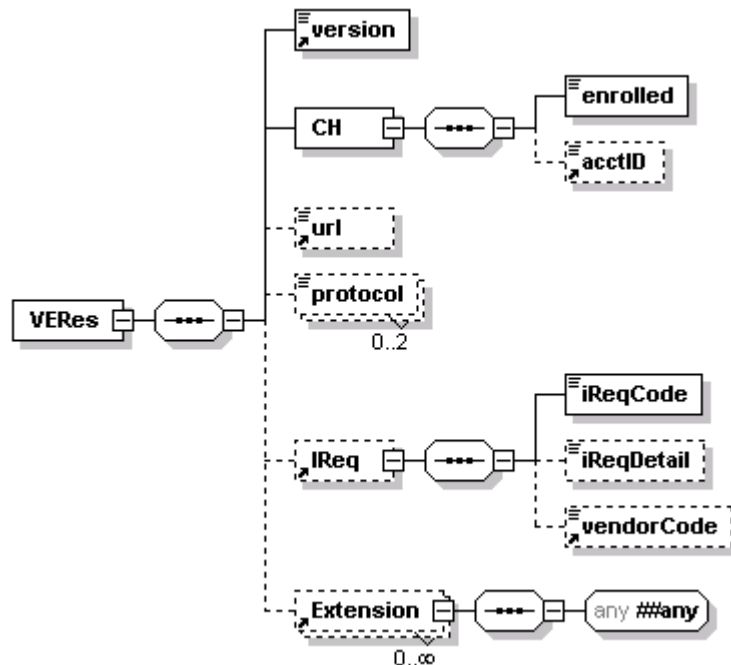 version
enrolled
CH
acctID
url
protocol
0..2
VERes
iReqCode
IReq
iReqDetail
vendorCode
Extension
any ##any
0..∞